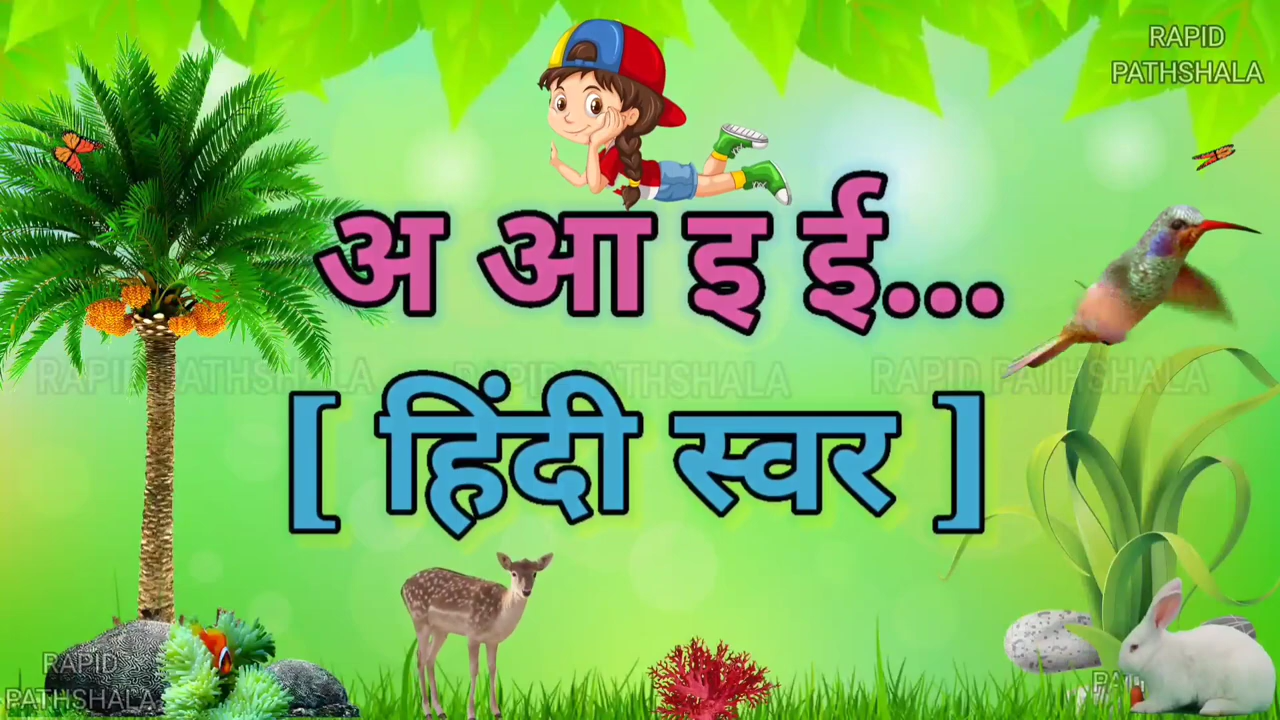 RAPID
PATHSHALA
अ आ इ ई...
RAPID PATHSHALA RAPID PATHSHALA RAPID PATHSHALA
[ हिंदी स्वर ]
RAPID
PATHSHALA